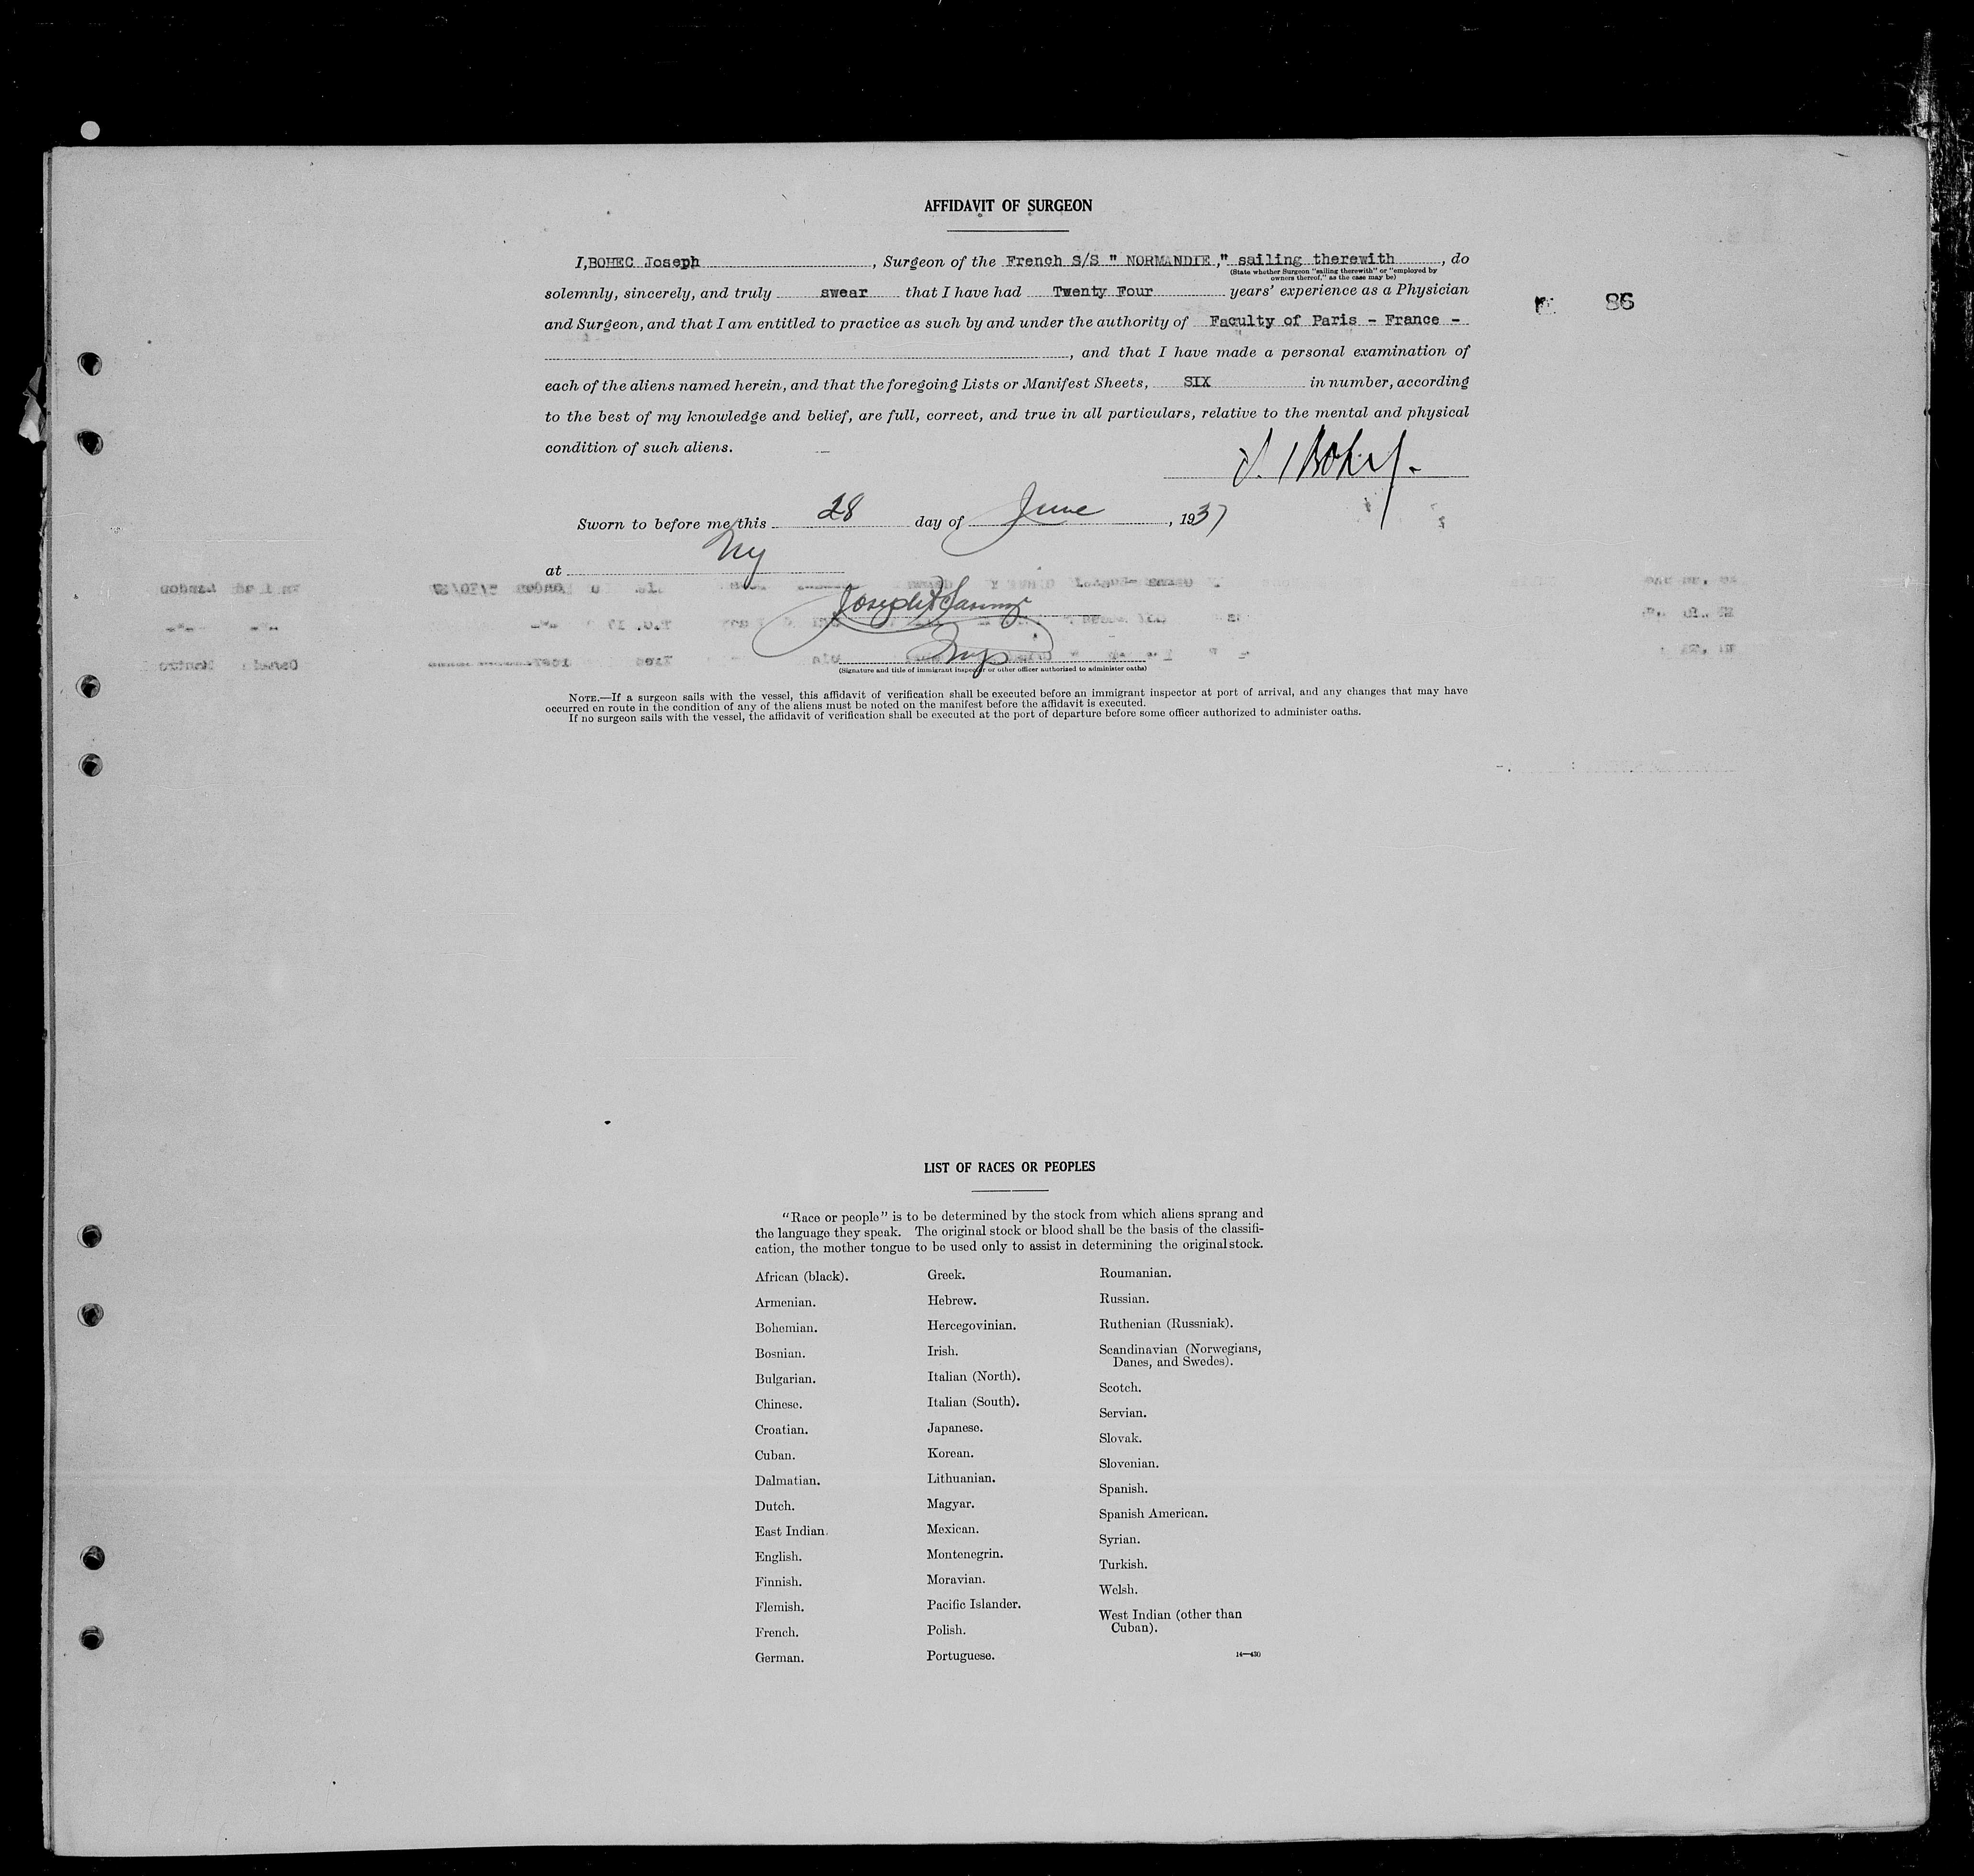 AFFIDAVIT OF SURGEON
I, BOHEC Joseph, Surgeon of the French S/S " NORMANDIE ," sailing therewith, do
(State whether Surgeon "sailing therewith" or "employed by
owners thereof," as the case may be)
solemnly, sincerely, and truly swear that I have had Twenty Four years' experience as a Physician
86
and Surgeon, and that I am entitled to practice as such by and under the authority of Faculty of Paris - France -
, and that I have made a personal examination of
each of the aliens named herein, and that the foregoing Lists or Manifest Sheets, SIX in number, according
to the best of my knowledge and belief, are full, correct, and true in all particulars, relative to the mental and physical
condition of such aliens.
Sworn to before me this 28 day of June, 1937
at NY
Joseph
Insp
(Signature and title of immigrant inspector or other officer authorized to administer oaths)
NOTE.—If a surgeon sails with the vessel, this affidavit of verification shall be executed before an immigrant inspector at port of arrival, and any changes that may have
occurred en route in the condition of any of the aliens must be noted on the manifest before the affidavit is executed.
If no surgeon sails with the vessel, the affidavit of verification shall be executed at the port of departure before some officer authorized to administer oaths.
LIST OF RACES OR PEOPLES
"Race or people" is to be determined by the stock from which aliens sprang and
the language they speak. The original stock or blood shall be the basis of the classifi-
cation, the mother tongue to be used only to assist in determining the original stock.
African (black).
Armenian.
Bohemian.
Bosnian.
Bulgarian.
Chinese.
Croatian.
Cuban.
Dalmatian.
Dutch.
East Indian.
English.
Finnish.
Flemish.
French.
German.
Greek.
Hebrew.
Hercegovinian.
Irish.
Italian (North).
Italian (South).
Japanese.
Korean.
Lithuanian.
Magyar.
Mexican.
Montenegrin.
Moravian.
Pacific Islander.
Polish.
Portuguese.
Roumanian.
Russian.
Ruthenian (Russniak).
Scandinavian (Norwegians,
Danes, and Swedes).
Scotch.
Servian.
Slovak.
Slovenian.
Spanish.
Spanish American.
Syrian.
Turkish.
Welsh.
West Indian (other than
Cuban).
14—430